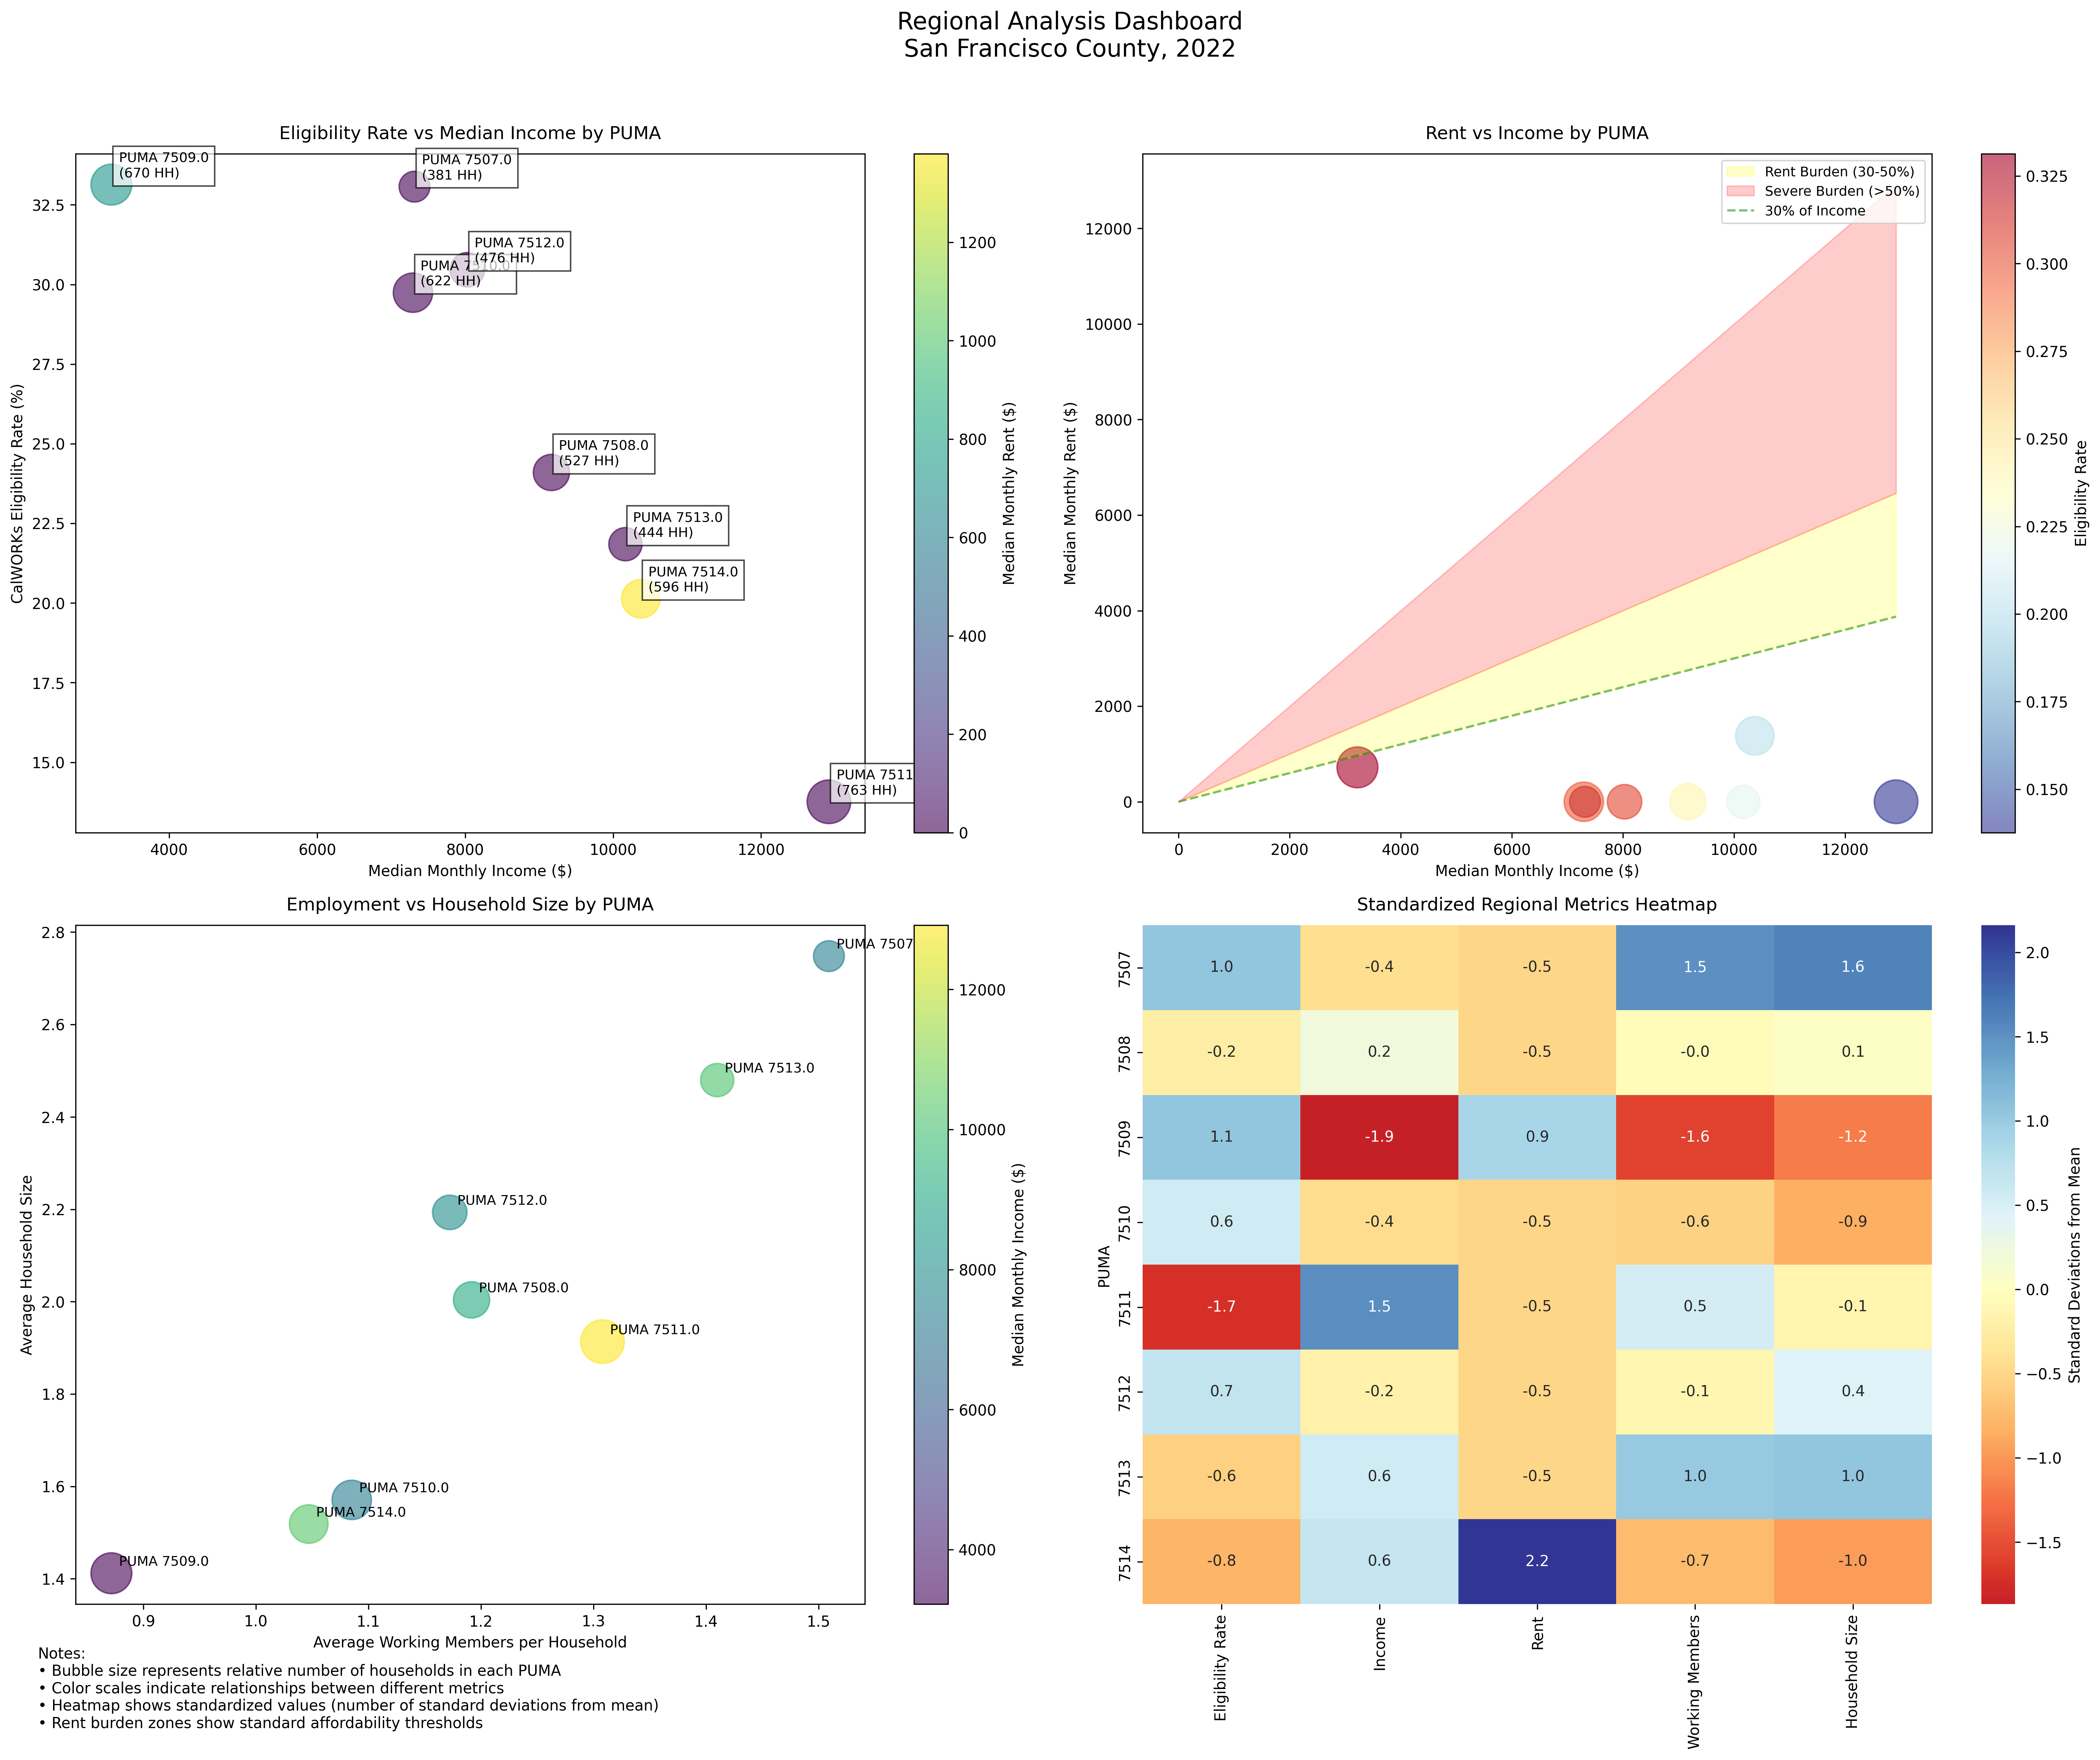 Regional Analysis Dashboard
San Francisco County, 2022
Eligibility Rate vs Median Income by PUMA
CalWORKs Eligibility Rate (%)
32.5
30.0
27.5
25.0
22.5
20.0
17.5
15.0
PUMA 7509.0
(670 HH)
PUMA 7507.0
(381 HH)
PUMA 7512.0
(476 HH)
PUMA 7510.0
(622 HH)
PUMA 7508.0
(527 HH)
PUMA 7513.0
(444 HH)
PUMA 7514.0
(596 HH)
PUMA 7511
(763 HH)
4000
6000
8000
10000
12000
Median Monthly Income ($)
1200
1000
800
600
400
200
0
Median Monthly Rent ($)
Rent vs Income by PUMA
Median Monthly Rent ($)
12000
10000
8000
6000
4000
2000
0
Rent Burden (30-50%)
Severe Burden (>50%)
30% of Income
0
2000
4000
6000
8000
10000
12000
Median Monthly Income ($)
0.325
0.300
0.275
0.250
0.225
0.200
0.175
0.150
Eligibility Rate
Employment vs Household Size by PUMA
Average Household Size
2.8
2.6
2.4
2.2
2.0
1.8
1.6
1.4
PUMA 7507
PUMA 7513.0
PUMA 7512.0
PUMA 7508.0
PUMA 7511.0
PUMA 7510.0
PUMA 7514.0
PUMA 7509.0
0.9
1.0
1.1
1.2
1.3
1.4
1.5
Average Working Members per Household
12000
10000
8000
6000
4000
Median Monthly Income ($)
Standardized Regional Metrics Heatmap
PUMA
7507 1.0 -0.4 -0.5 1.5 1.6
7508 -0.2 0.2 -0.5 -0.0 0.1
7509 1.1 -1.9 0.9 -1.6 -1.2
7510 0.6 -0.4 -0.5 -0.6 -0.9
7511 -1.7 1.5 -0.5 0.5 -0.1
7512 0.7 -0.2 -0.5 -0.1 0.4
7513 -0.6 0.6 -0.5 1.0 1.0
7514 -0.8 0.6 2.2 -0.7 -1.0
Eligibility Rate
Income
Rent
Working Members
Household Size
2.0
1.5
1.0
0.5
0.0
−0.5
−1.0
−1.5
Standard Deviations from Mean
Notes:
• Bubble size represents relative number of households in each PUMA
• Color scales indicate relationships between different metrics
• Heatmap shows standardized values (number of standard deviations from mean)
• Rent burden zones show standard affordability thresholds